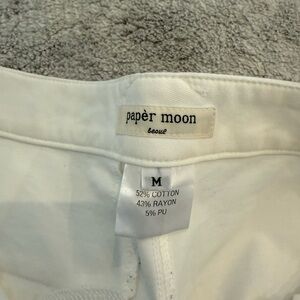 papèr moon
seoul
M
52% COTTON
43% RAYON
5% PU